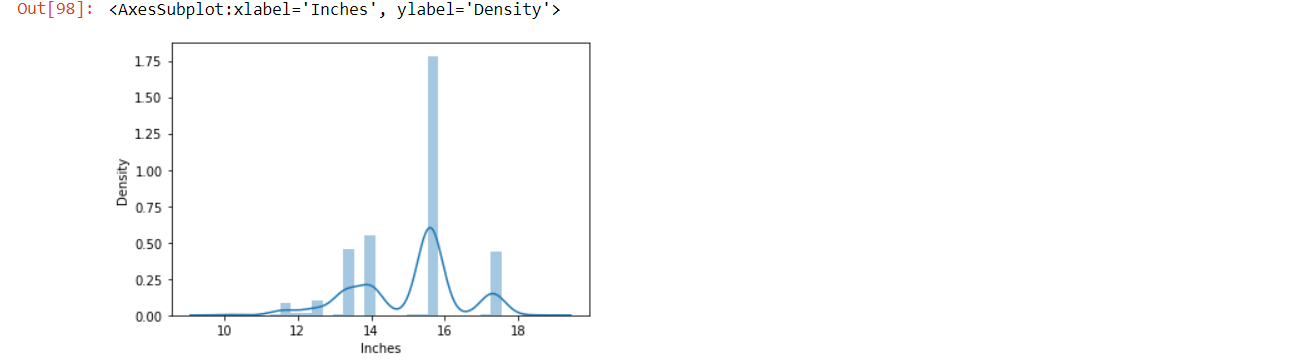 Out[98]: <AxesSubplot:xlabel='Inches', ylabel='Density'>
1.75
1.50
1.25
1.00
0.75
0.50
0.25
0.00
Density
10 12 14 16 18
Inches